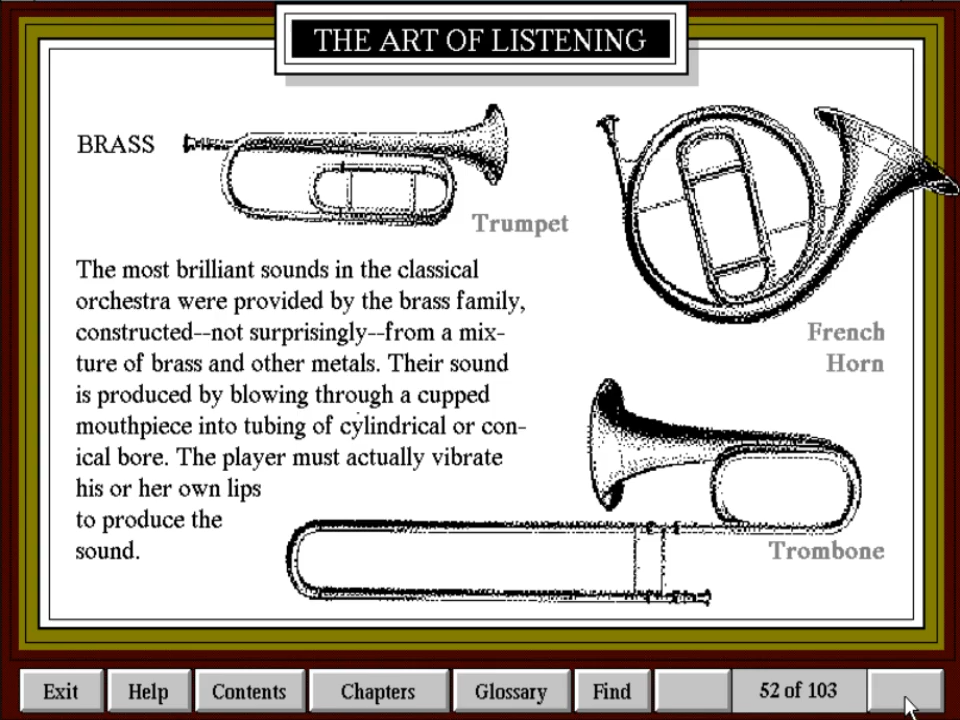 THE ART OF LISTENING
BRASS
Trumpet
French
Horn
The most brilliant sounds in the classical
orchestra were provided by the brass family,
constructed--not surprisingly--from a mix-
ture of brass and other metals. Their sound
is produced by blowing through a cupped
mouthpiece into tubing of cylindrical or con-
ical bore. The player must actually vibrate
his or her own lips
to produce the
sound.
Trombone
Exit
Help
Contents
Chapters
Glossary
Find
52 of 103